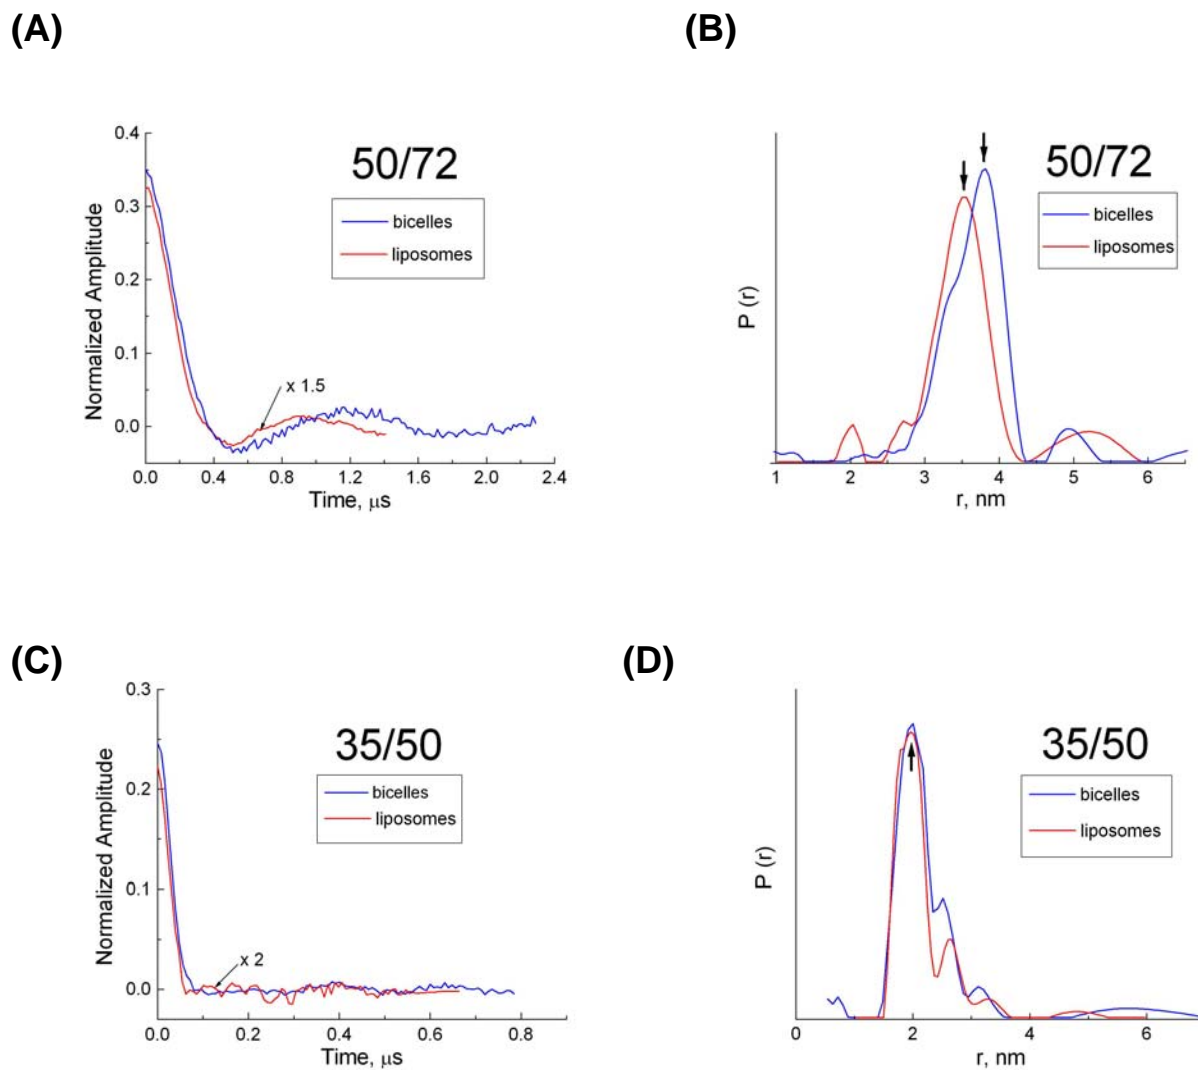 (A)
50/72
bicelles
liposomes
x 1.5
Normalized Amplitude
0.4
0.3
0.2
0.1
0.0
0.0 0.4 0.8 1.2 1.6 2.0 2.4
Time, μs
(B)
50/72
bicelles
liposomes
P (r)
1 2 3 4 5 6
r, nm
(C)
35/50
bicelles
liposomes
x 2
Normalized Amplitude
0.3
0.2
0.1
0.0
0.0 0.2 0.4 0.6 0.8
Time, μs
(D)
35/50
bicelles
liposomes
P (r)
0 2 4 6
r, nm